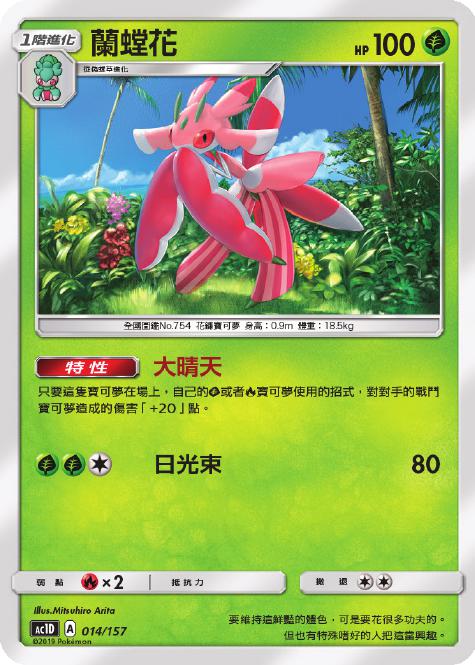 1階進化 蘭螳花 HP 100
從偽螳草進化
全國圖鑑No.754 花鐮寶可夢 身高：0.9m 體重：18.5kg
特性 大晴天
只要這隻寶可夢在場上，自己的或者寶可夢使用的招式，對對手的戰鬥
寶可夢造成的傷害「+20」點。
日光束 80
弱點 ×2 抵抗力 撤退
Illus.Mitsuhiro Arita
要維持這鮮豔的體色，可是要花很多功夫的。
AC1D A 014/157
但也有特殊嗜好的人把這當興趣。
©2019 Pokémon